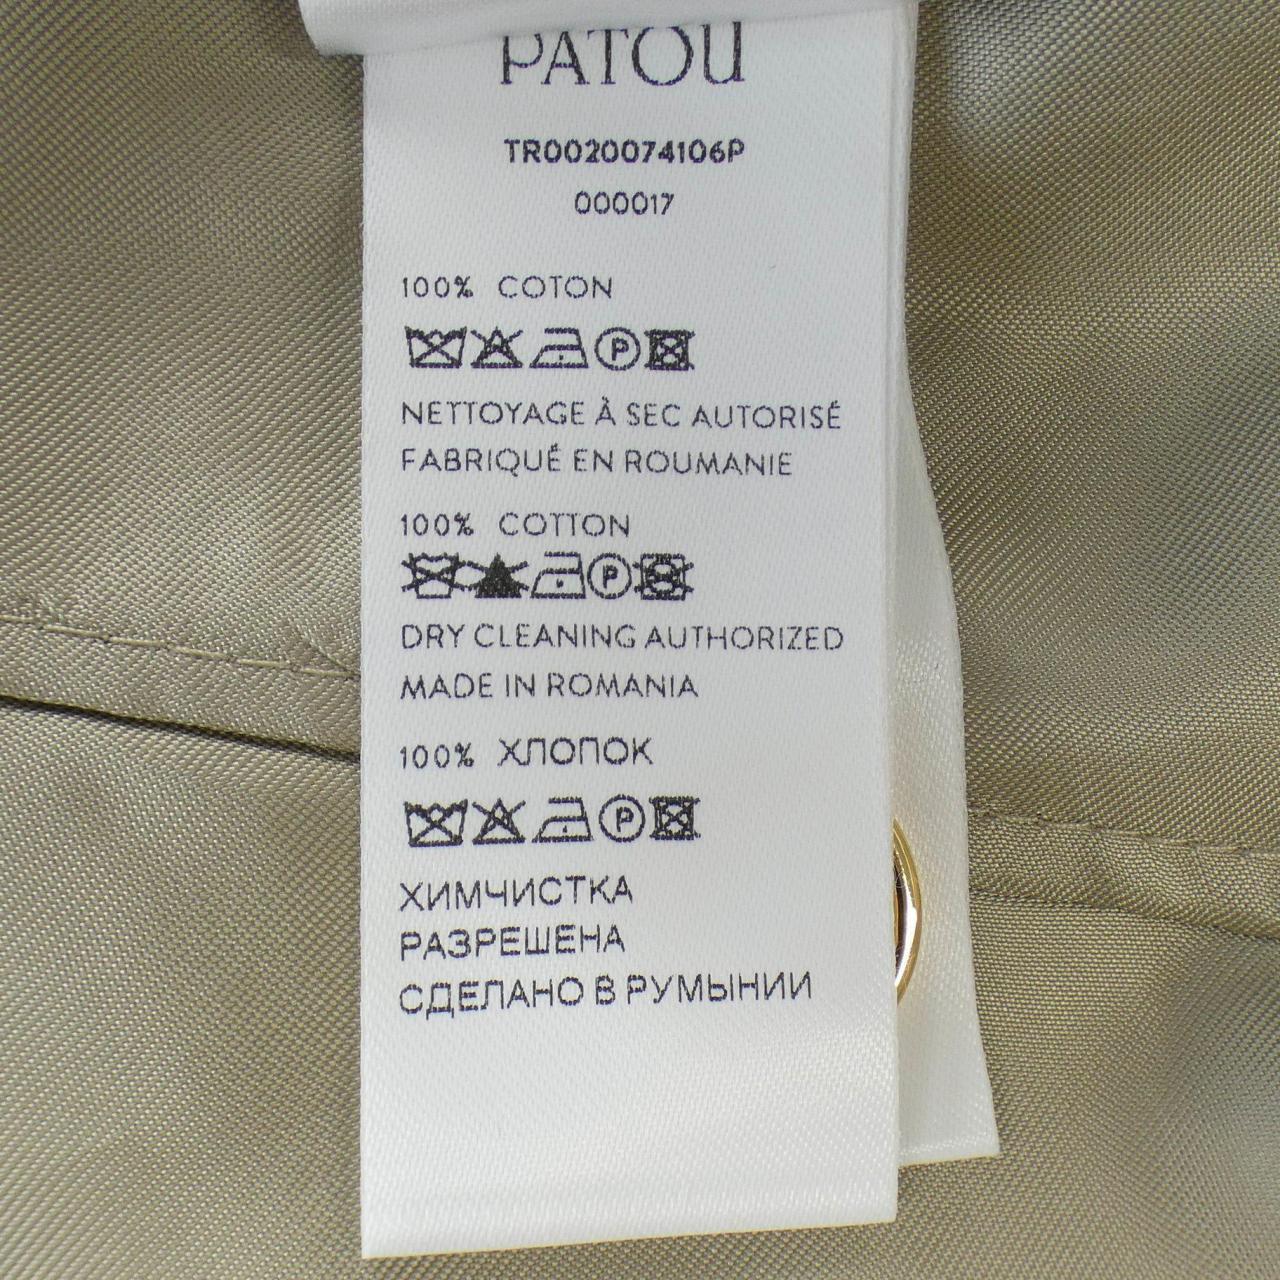 PATOU
TR0020074106P
000017
100% COTON
P
NETTOYAGE À SEC AUTORISÉ
FABRIQUÉ EN ROUMANIE
100% COTTON
P
DRY CLEANING AUTHORIZED
MADE IN ROMANIA
100% ХЛОПОК
P
ХИМЧИСТКА
РАЗРЕШЕНА
СДЕЛАНО В РУМЫНИИ